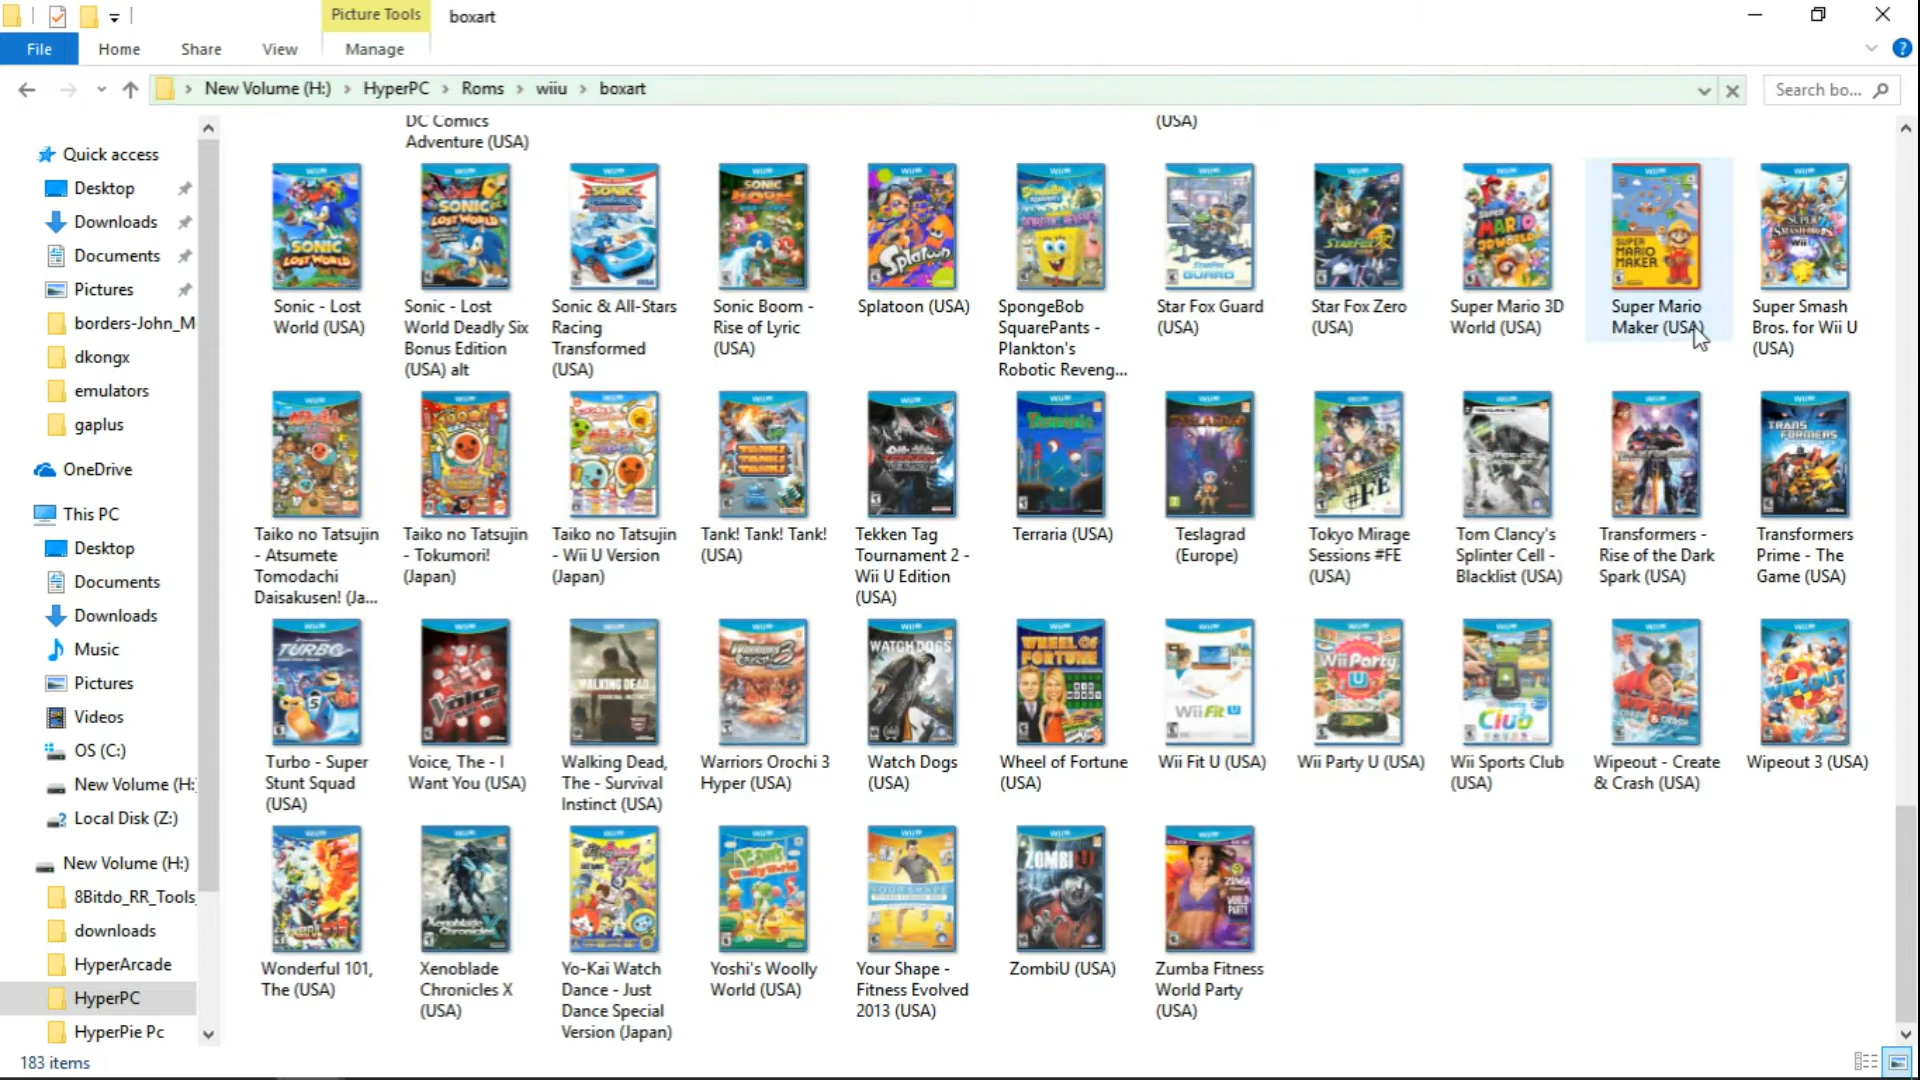 Picture Tools
boxart
File
Home
Share
View
Manage
New Volume (H:)
HyperPC
Roms
wiiu
boxart
Search bo...
Quick access
Desktop
Downloads
Documents
Pictures
borders-John_M
dkongx
emulators
gaplus
OneDrive
This PC
Desktop
Documents
Downloads
Music
Pictures
Videos
OS (C:)
New Volume (H:
Local Disk (Z:)
New Volume (H:)
8Bitdo_RR_Tools
downloads
HyperArcade
HyperPC
HyperPie Pc
DC Comics
Adventure (USA)
(USA)
Sonic - Lost
World (USA)
Sonic - Lost
World Deadly Six
Bonus Edition
(USA) alt
Sonic & All-Stars
Racing
Transformed
(USA)
Sonic Boom -
Rise of Lyric
(USA)
Splatoon (USA)
SpongeBob
SquarePants -
Plankton's
Robotic Reveng...
Star Fox Guard
(USA)
Star Fox Zero
(USA)
Super Mario 3D
World (USA)
Super Mario
Maker (USA)
Super Smash
Bros. for Wii U
(USA)
Taiko no Tatsujin
- Atsumete
Tomodachi
Daisakusen! (Ja...
Taiko no Tatsujin
- Tokumori!
(Japan)
Taiko no Tatsujin
- Wii U Version
(Japan)
Tank! Tank! Tank!
(USA)
Tekken Tag
Tournament 2 -
Wii U Edition
(USA)
Terraria (USA)
Teslagrad
(Europe)
Tokyo Mirage
Sessions #FE
(USA)
Tom Clancy's
Splinter Cell -
Blacklist (USA)
Transformers -
Rise of the Dark
Spark (USA)
Transformers
Prime - The
Game (USA)
Turbo - Super
Stunt Squad
(USA)
Voice, The - I
Want You (USA)
Walking Dead,
The - Survival
Instinct (USA)
Warriors Orochi 3
Hyper (USA)
Watch Dogs
(USA)
Wheel of Fortune
(USA)
Wii Fit U (USA)
Wii Party U (USA)
Wii Sports Club
(USA)
Wipeout - Create
& Crash (USA)
Wipeout 3 (USA)
Wonderful 101,
The (USA)
Xenoblade
Chronicles X
(USA)
Yo-Kai Watch
Dance - Just
Dance Special
Version (Japan)
Yoshi's Woolly
World (USA)
Your Shape -
Fitness Evolved
2013 (USA)
ZombiU (USA)
Zumba Fitness
World Party
(USA)
183 items